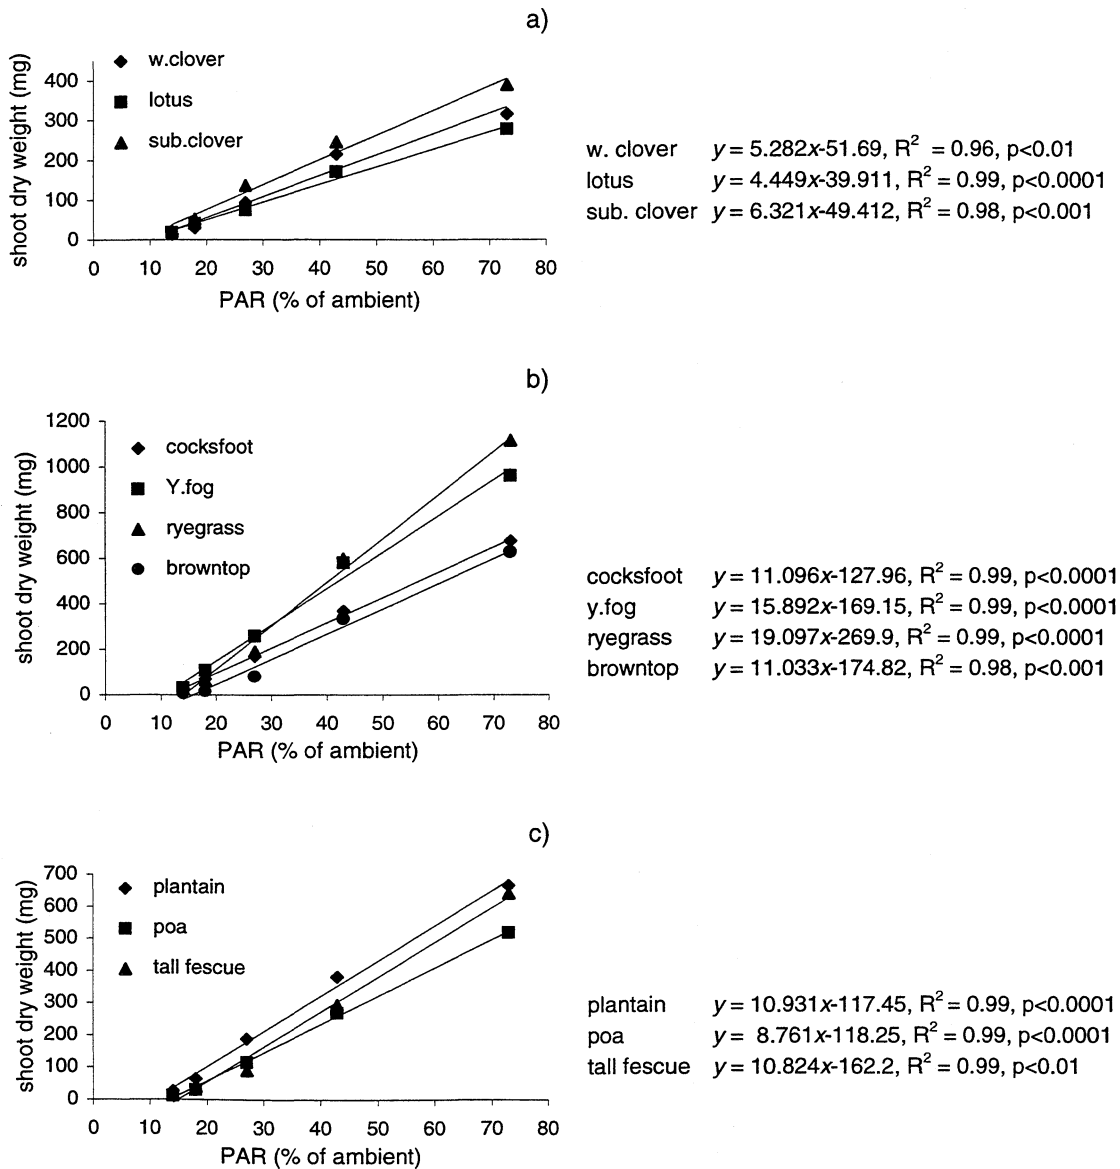 a)
w.clover
lotus
sub.clover
shoot dry weight (mg)
400
300
200
100
0
0 10 20 30 40 50 60 70 80
PAR (% of ambient)
w. clover y = 5.282x-51.69, R² = 0.96, p<0.01
lotus y = 4.449x-39.911, R² = 0.99, p<0.0001
sub. clover y = 6.321x-49.412, R² = 0.98, p<0.001
b)
cocksfoot
Y.fog
ryegrass
browntop
shoot dry weight (mg)
1200
1000
800
600
400
200
0
0 10 20 30 40 50 60 70 80
PAR (% of ambient)
cocksfoot y = 11.096x-127.96, R² = 0.99, p<0.0001
y.fog y = 15.892x-169.15, R² = 0.99, p<0.0001
ryegrass y = 19.097x-269.9, R² = 0.99, p<0.0001
browntop y = 11.033x-174.82, R² = 0.98, p<0.001
c)
plantain
poa
tall fescue
shoot dry weight (mg)
700
600
500
400
300
200
100
0
0 10 20 30 40 50 60 70 80
PAR (% of ambient)
plantain y = 10.931x-117.45, R² = 0.99, p<0.0001
poa y = 8.761x-118.25, R² = 0.99, p<0.0001
tall fescue y = 10.824x-162.2, R² = 0.99, p<0.01